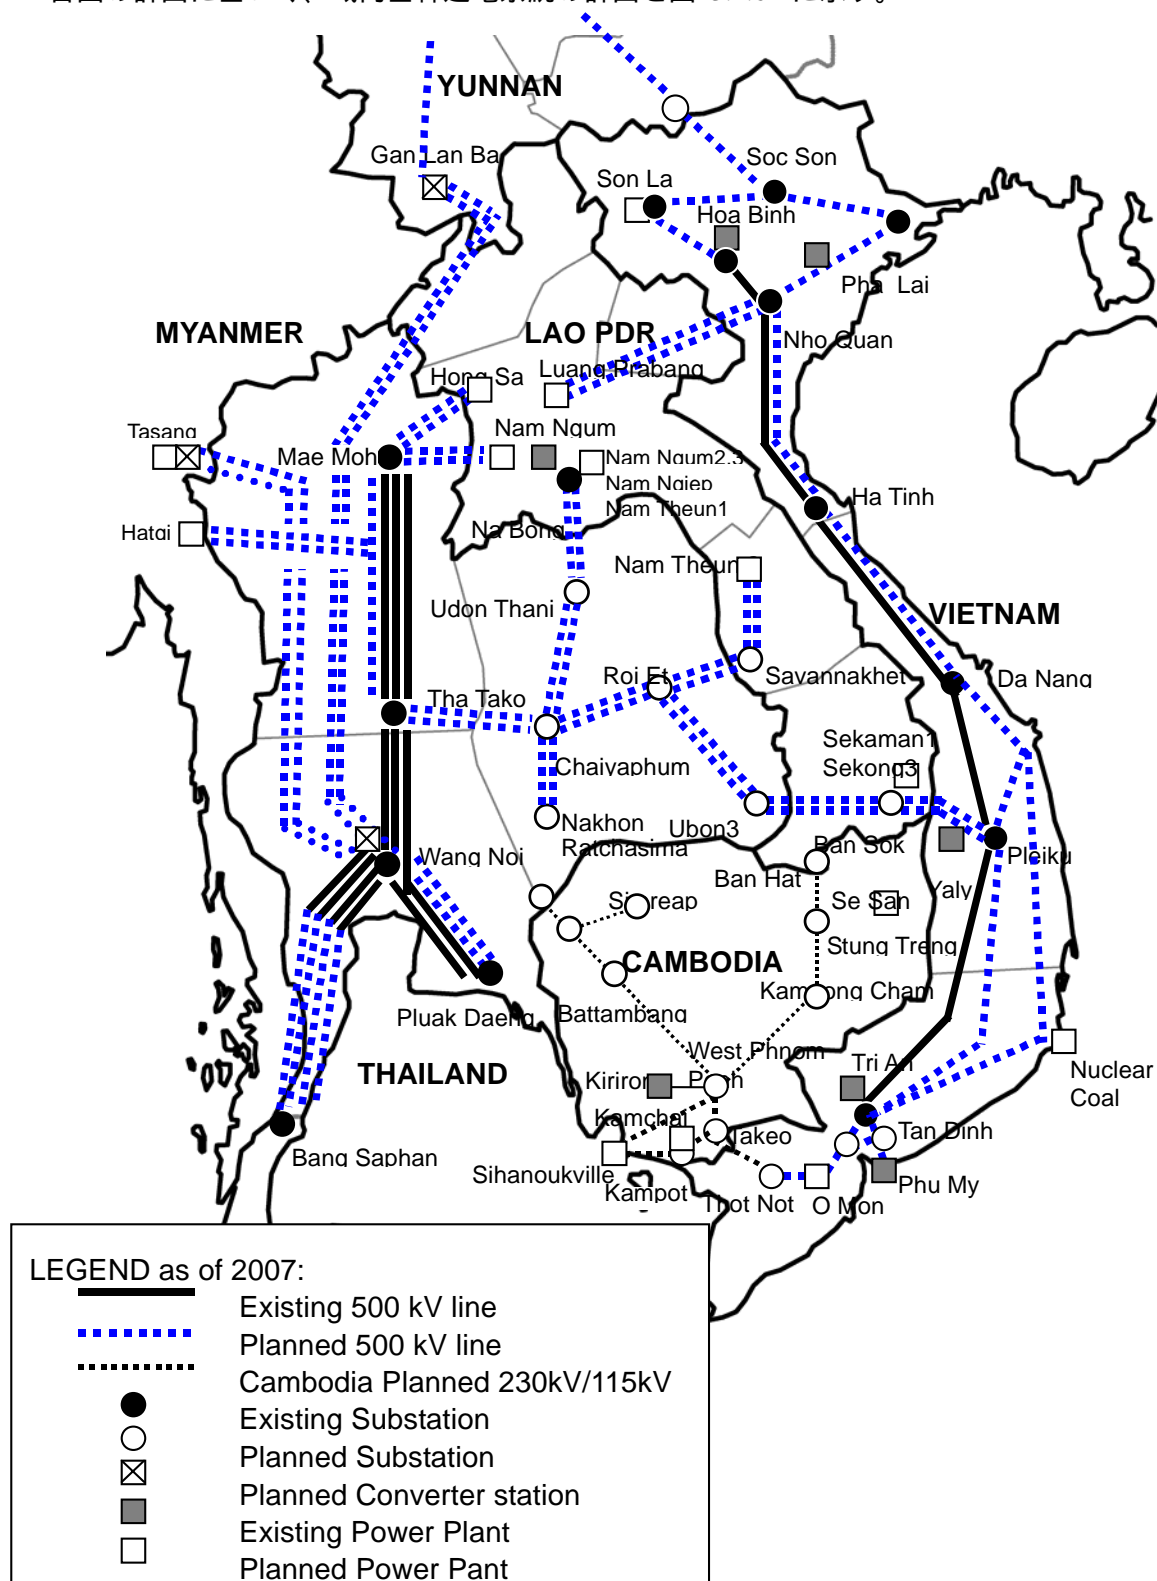 YUNNAN
Gan Lan Ba
Soc Son
Son La
Hoa Binh
Pha Lai
MYANMER
LAO PDR
Nho Quan
Hong Sa
Luang Prabang
Tasang
Nam Ngum
Mae Moh
Nam Ngum2.3
Nam Ngiep
Nam Theun1
Ha Tinh
Hatgi
Na Bong
Nam Theun
Udon Thani
VIETNAM
Roi Et
Savannakhet
Da Nang
Tha Tako
Sekaman1
Sekong3
Chaiyaphum
Nakhon
Ratchasima
Ubon3
Ban Sok
Pleiku
Wang Noi
Ban Hat
Yaly
Se San
Stung Treng
CAMBODIA
Kampong Cham
Pluak Daeng
Battambang
West Phnom
Penh
Tri An
THAILAND
Kirirom
Nuclear
Coal
Kamchai
Takeo
Tan Dinh
Bang Saphan
Sihanoukville
Kampot
Thot Not
O Mon
Phu My
LEGEND as of 2007:
Existing 500 kV line
Planned 500 kV line
Cambodia Planned 230kV/115kV
Existing Substation
Planned Substation
Planned Converter station
Existing Power Plant
Planned Power Pant